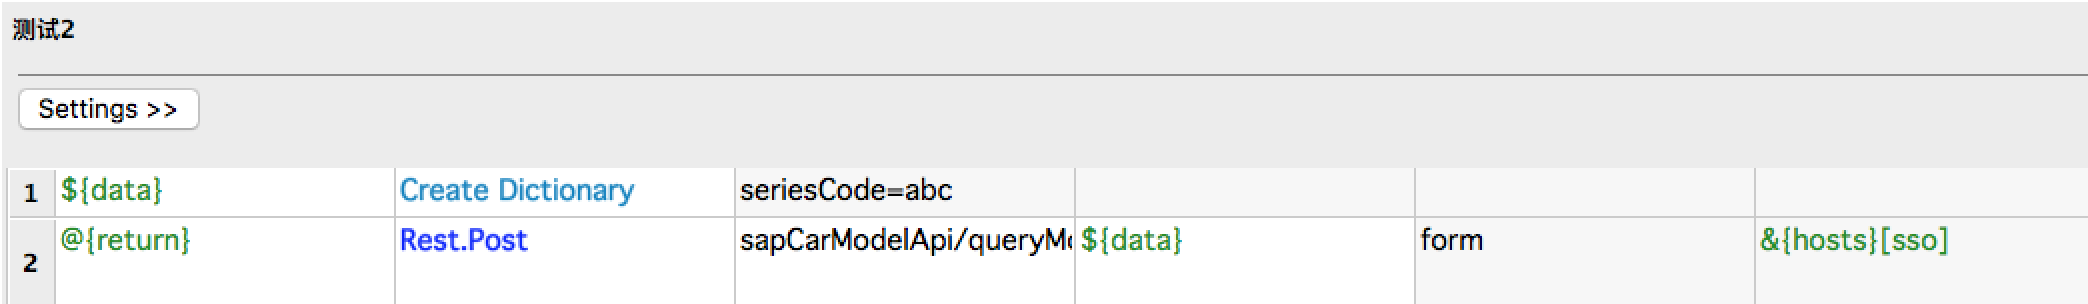 测试2
Settings >>
1 ${data} Create Dictionary seriesCode=abc
2 @{return} Rest.Post sapCarModelApi/queryMo ${data} form &{hosts}[sso]